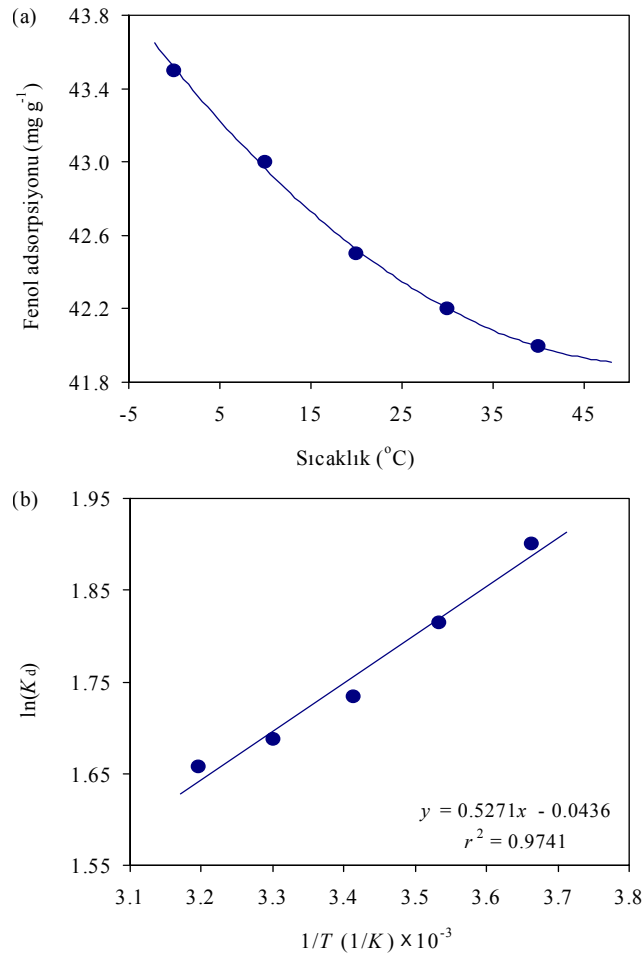 (a)
43.8
43.4
43.0
42.6
42.2
41.8
Fenol adsorpsiyonu (mg g⁻¹)
-5 5 15 25 35 45
Sıcaklık (°C)
(b)
1.95
1.85
1.75
1.65
1.55
ln(Kd)
y = 0.5271x - 0.0436
r² = 0.9741
3.1 3.2 3.3 3.4 3.5 3.6 3.7 3.8
1/T (1/K) × 10⁻³